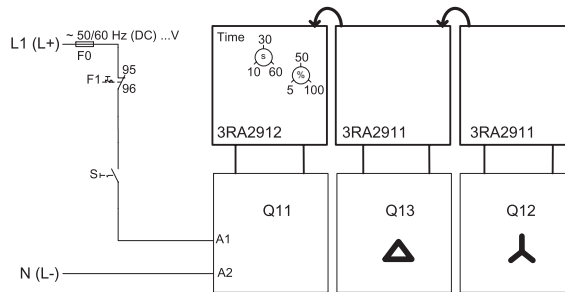 ~ 50/60 Hz (DC) ...V
L1 (L+)
F0
95
F1
96
S
A1
A2
N (L-)
Time
30
s
10 60
50
%
5 100
3RA2912
3RA2911
3RA2911
Q11
Q13
Q12